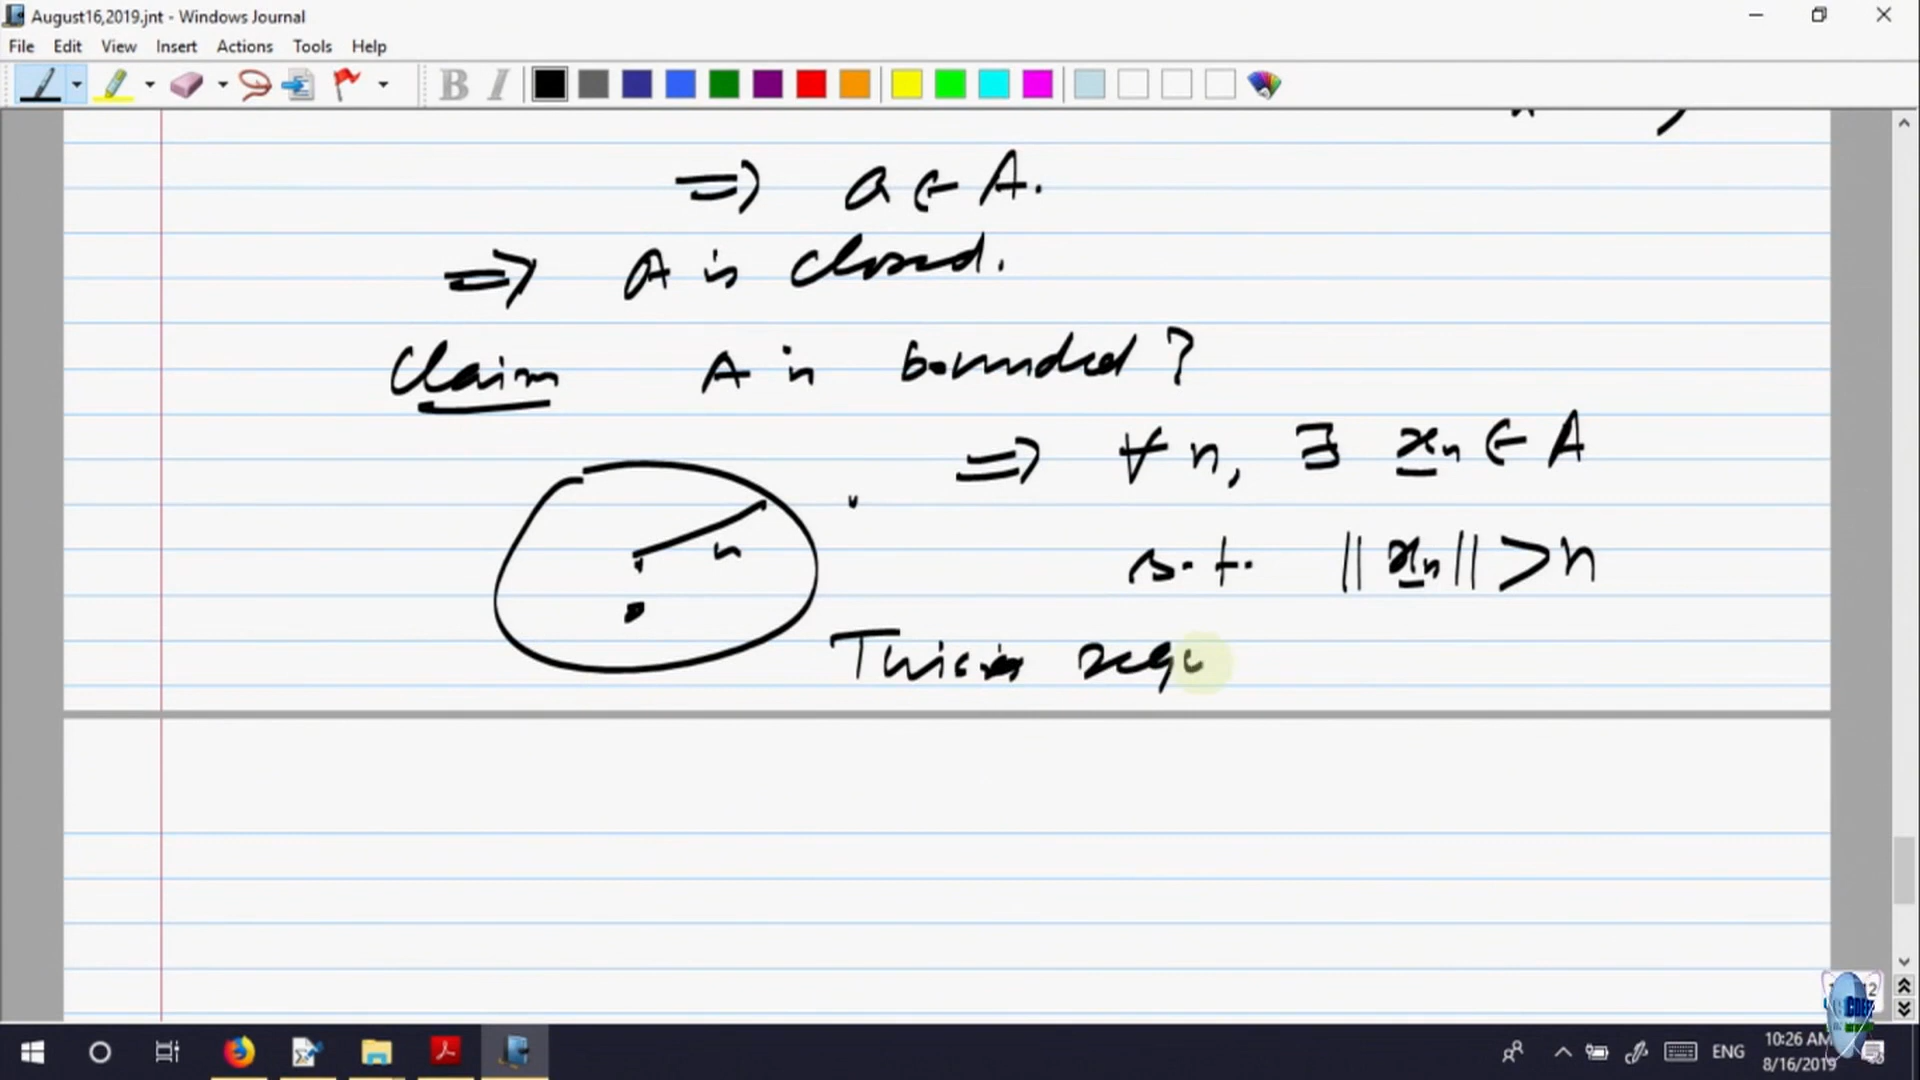 August16,2019.jnt - Windows Journal
File Edit View Insert Actions Tools Help
B I
⇒ a ∈ A.
⇒ A is closed.
Claim A is bounded?
⇒ ∀ n, ∃ xn ∈ A
n
s.t. ||xn|| > n
This sequ
ENG
10:26 AM
8/16/2019